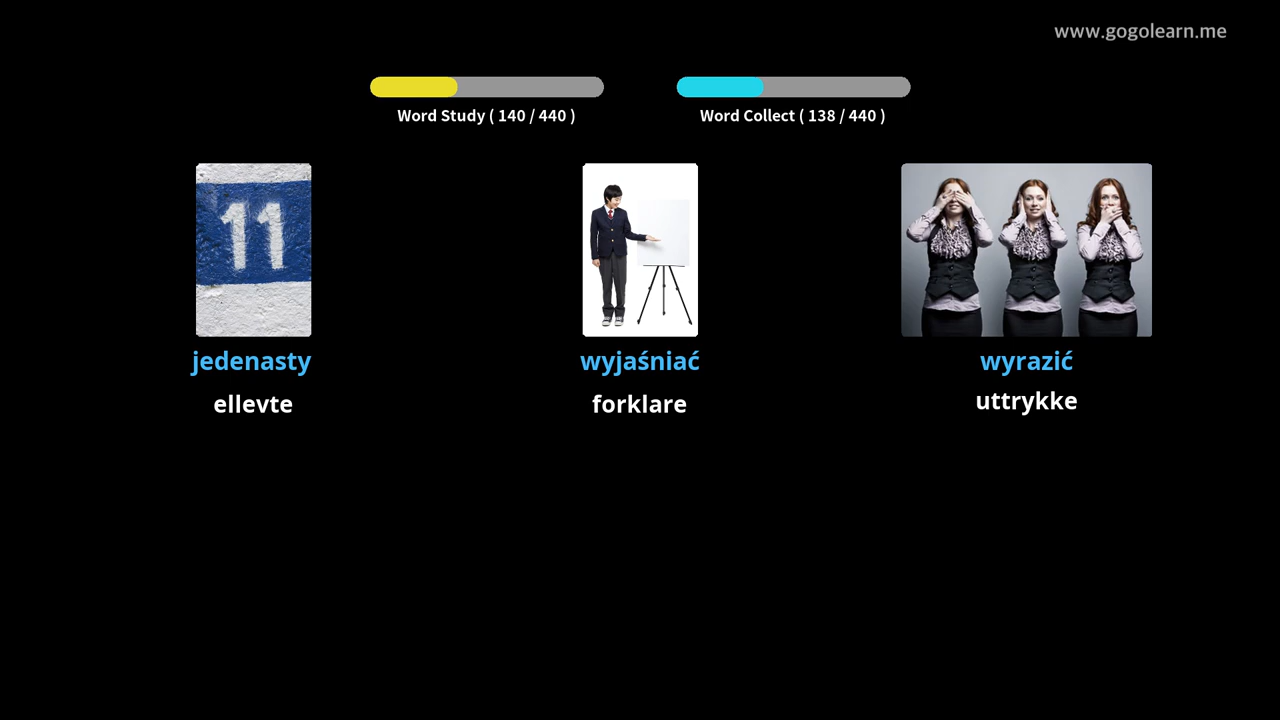 www.gogolearn.me
Word Study ( 140 / 440 )
Word Collect ( 138 / 440 )
11
jedenasty
wyjaśniać
wyrazić
ellevte
forklare
uttrykke